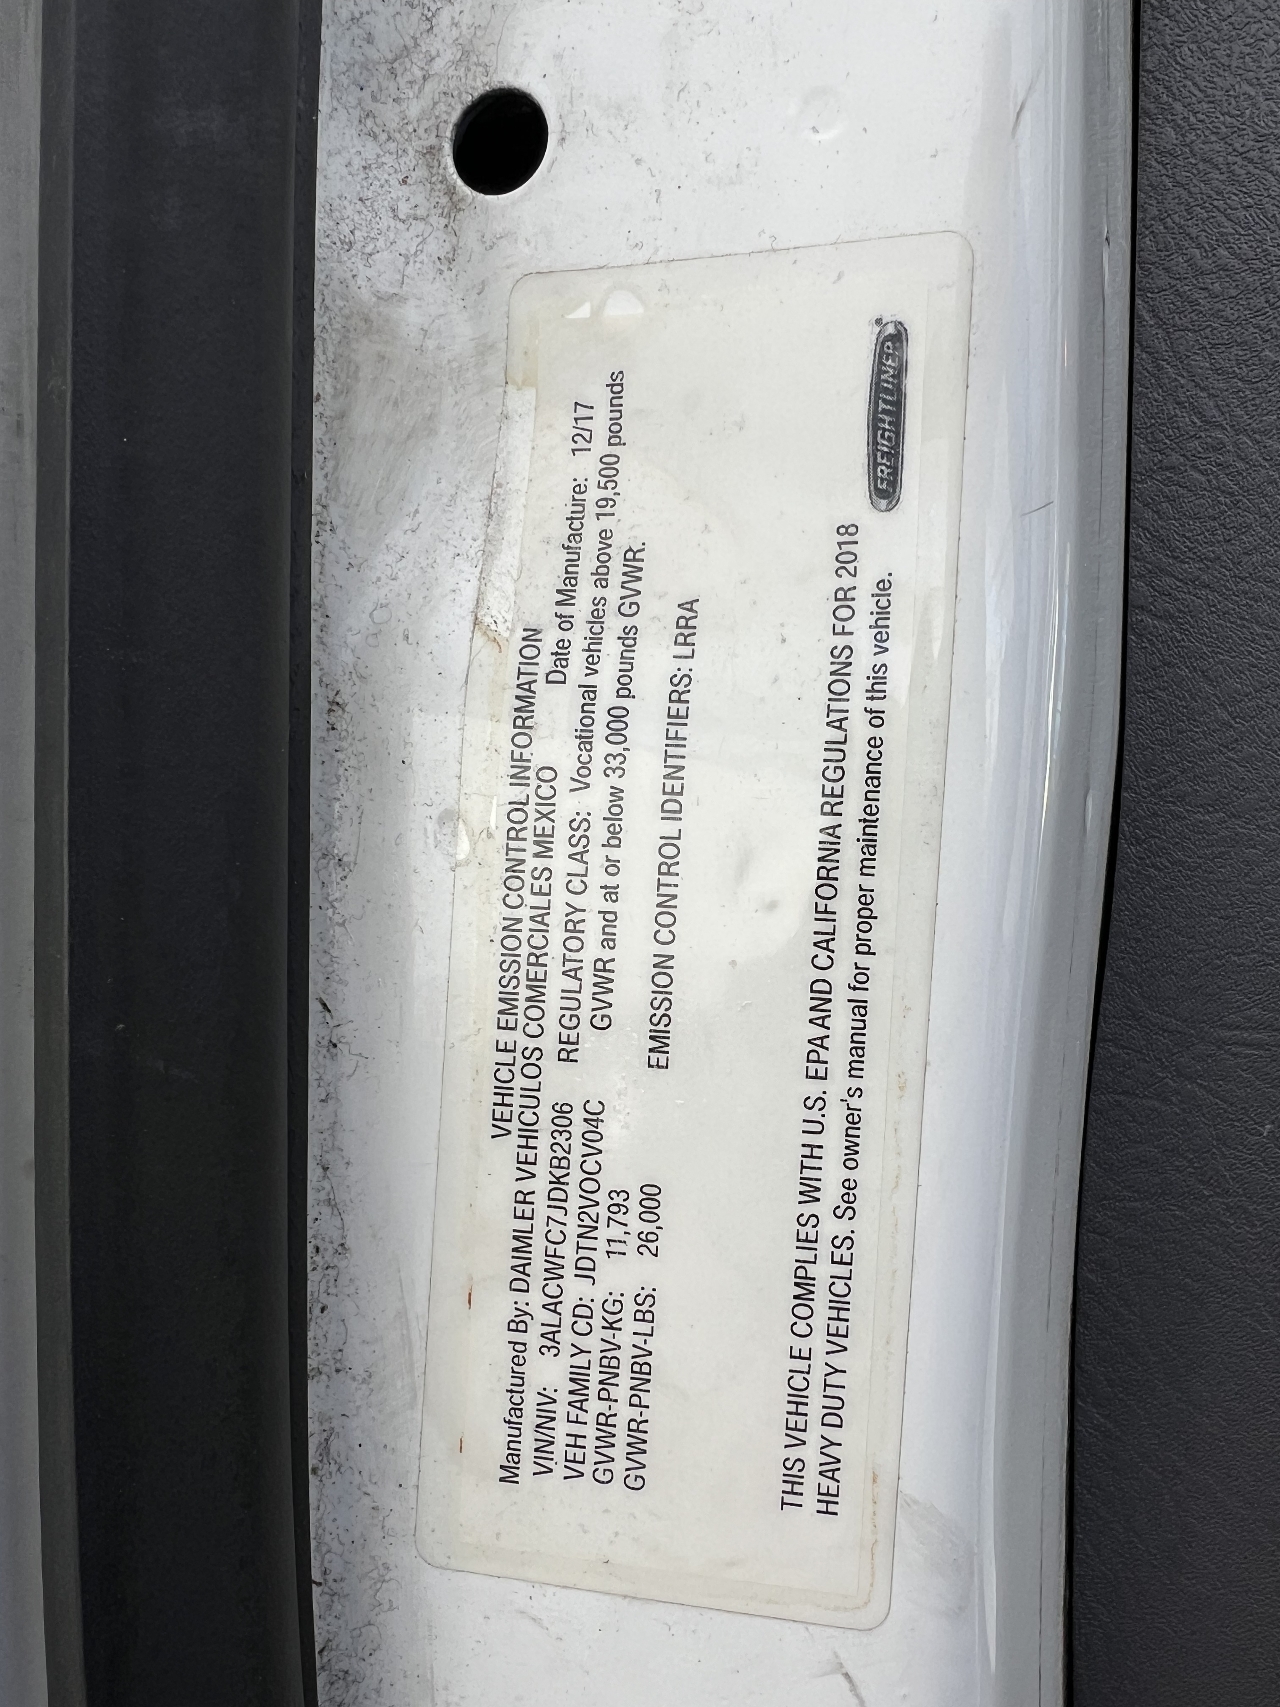 VEHICLE EMISSION CONTROL INFORMATION
Manufactured By: DAIMLER VEHICULOS COMERCIALES MEXICO
VIN/NIV: 3ALACWFC7JDKB2306 Date of Manufacture: 12/17
VEH FAMILY CD: JDTN2VOCV04C REGULATORY CLASS: Vocational vehicles above 19,500 pounds
GVWR-PNBV-KG: 11,793 GVWR and at or below 33,000 pounds GVWR.
GVWR-PNBV-LBS: 26,000
EMISSION CONTROL IDENTIFIERS: LRRA
THIS VEHICLE COMPLIES WITH U.S. EPA AND CALIFORNIA REGULATIONS FOR 2018
HEAVY DUTY VEHICLES. See owner's manual for proper maintenance of this vehicle.
FREIGHTLINER